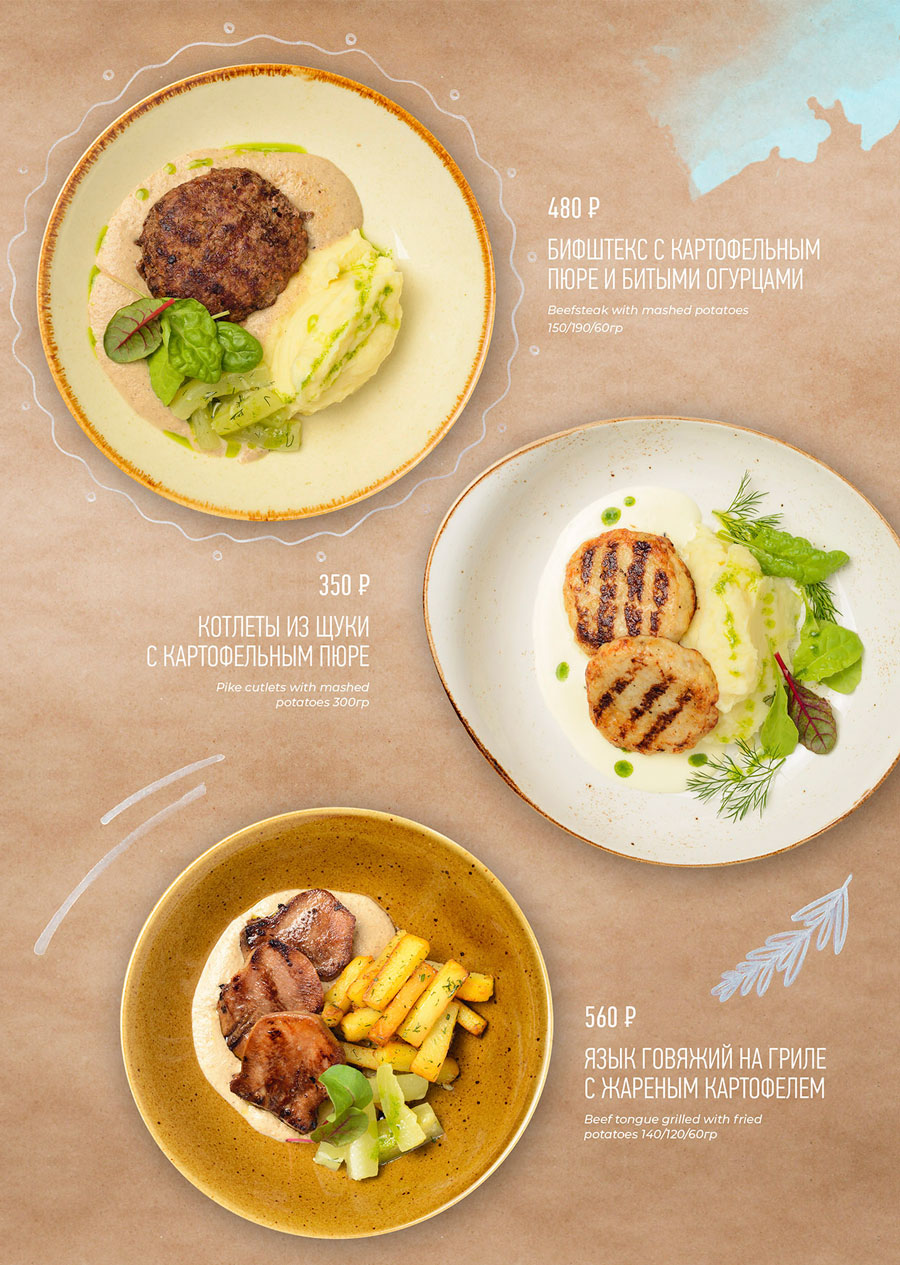 480 ₽
БИФШТЕКС С КАРТОФЕЛЬНЫМ
ПЮРЕ И БИТЫМИ ОГУРЦАМИ
Beefsteak with mashed potatoes
150/190/60гр
350 ₽
КОТЛЕТЫ ИЗ ЩУКИ
С КАРТОФЕЛЬНЫМ ПЮРЕ
Pike cutlets with mashed
potatoes 300гр
560 ₽
ЯЗЫК ГОВЯЖИЙ НА ГРИЛЕ
С ЖАРЕНЫМ КАРТОФЕЛЕМ
Beef tongue grilled with fried
potatoes 140/120/60гр